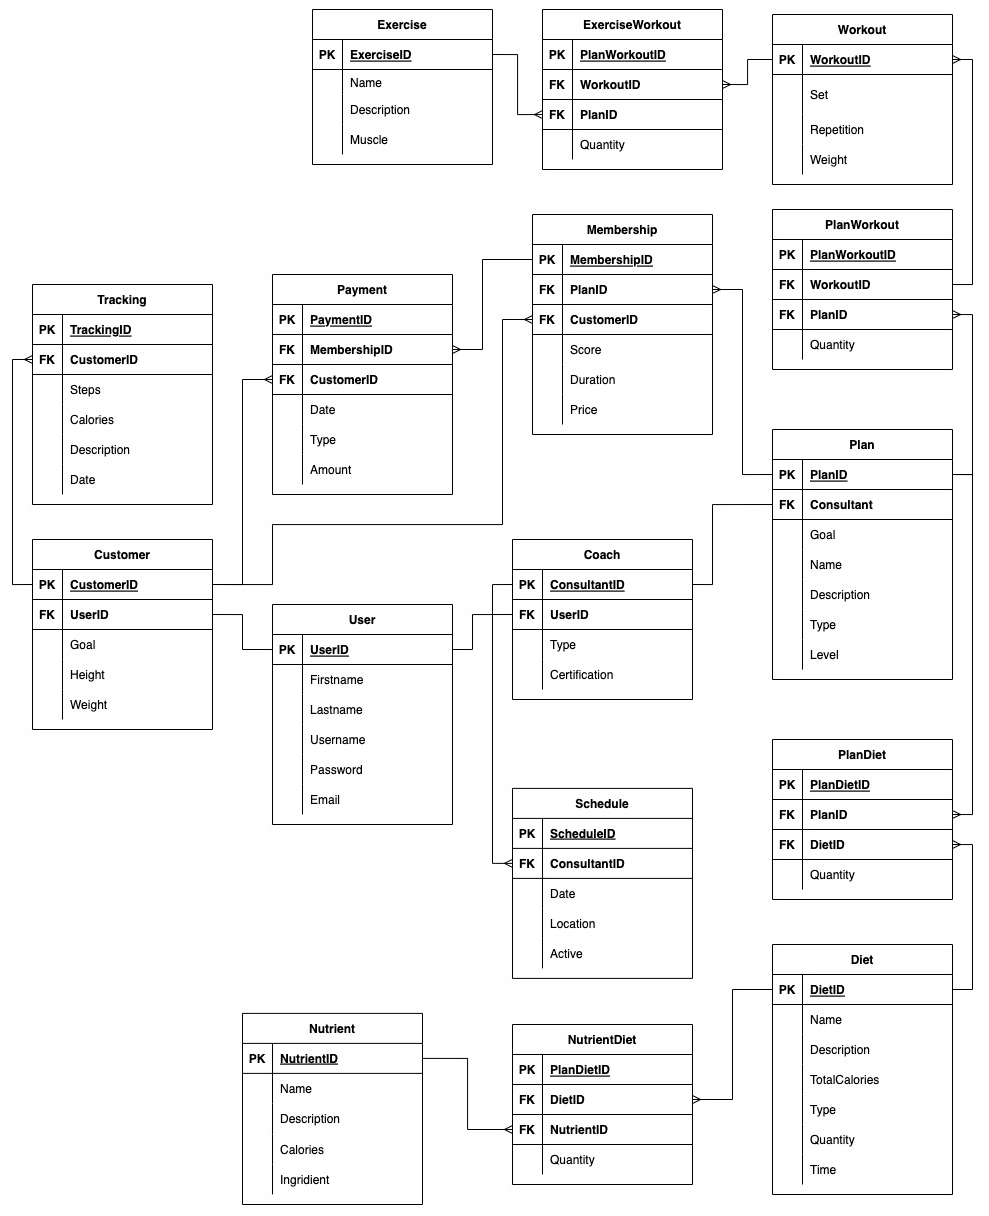 Exercise
PK ExerciseID
Name
Description
Muscle
ExerciseWorkout
PK PlanWorkoutID
FK WorkoutID
FK PlanID
Quantity
Workout
PK WorkoutID
Set
Repetition
Weight
PlanWorkout
PK PlanWorkoutID
FK WorkoutID
FK PlanID
Quantity
Membership
PK MembershipID
FK PlanID
FK CustomerID
Score
Duration
Price
Payment
PK PaymentID
FK MembershipID
FK CustomerID
Date
Type
Amount
Tracking
PK TrackingID
FK CustomerID
Steps
Calories
Description
Date
Customer
PK CustomerID
FK UserID
Goal
Height
Weight
User
PK UserID
Firstname
Lastname
Username
Password
Email
Coach
PK ConsultantID
FK UserID
Type
Certification
Plan
PK PlanID
FK Consultant
Goal
Name
Description
Type
Level
PlanDiet
PK PlanDietID
FK PlanID
FK DietID
Quantity
Schedule
PK ScheduleID
FK ConsultantID
Date
Location
Active
Diet
PK DietID
Name
Description
TotalCalories
Type
Quantity
Time
Nutrient
PK NutrientID
Name
Description
Calories
Ingridient
NutrientDiet
PK PlanDietID
FK DietID
FK NutrientID
Quantity